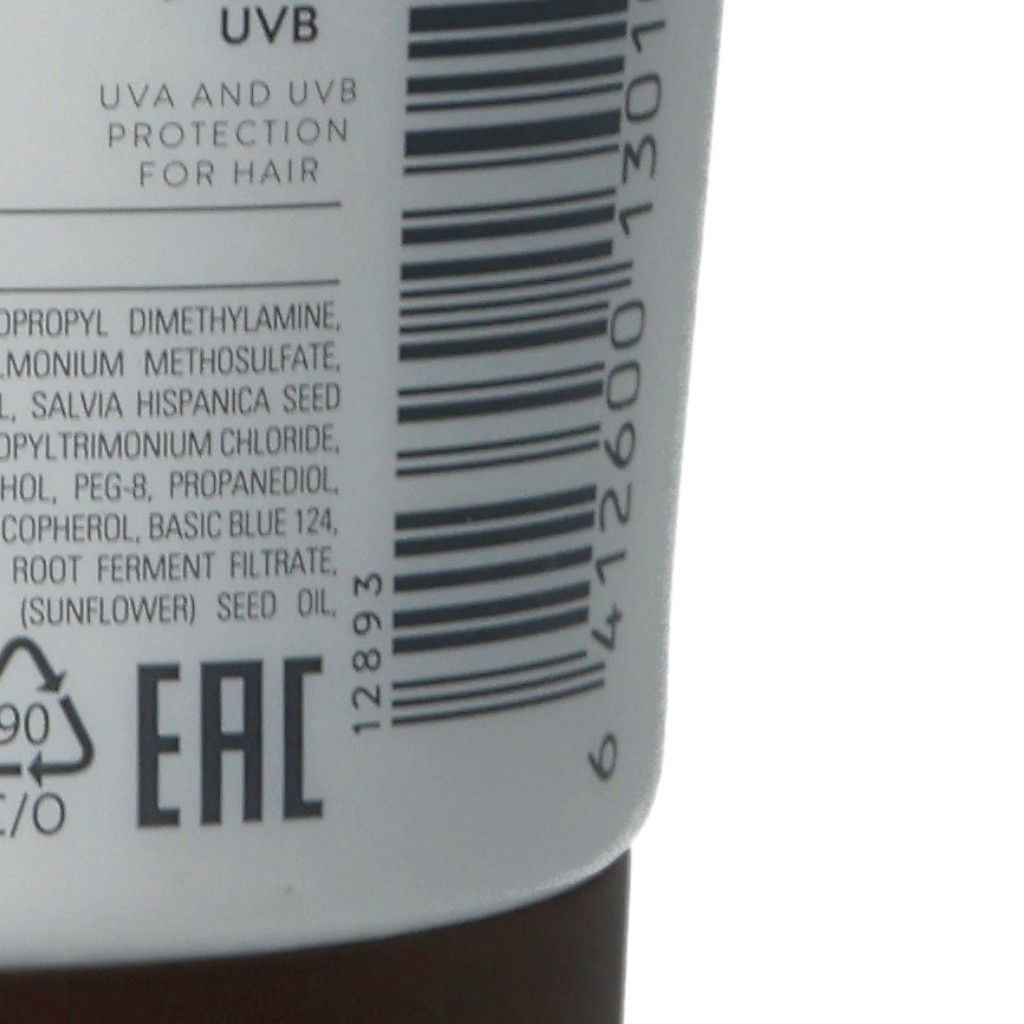 UVB
UVA AND UVB
PROTECTION
FOR HAIR
OPROPYL DIMETHYLAMINE,
LMONIUM METHOSULFATE,
L, SALVIA HISPANICA SEED
OPYLTRIMONIUM CHLORIDE,
HOL, PEG-8, PROPANEDIOL,
COPHEROL, BASIC BLUE 124,
ROOT FERMENT FILTRATE,
(SUNFLOWER) SEED OIL,
90
C/O
EAC
12893
6 412600 1301